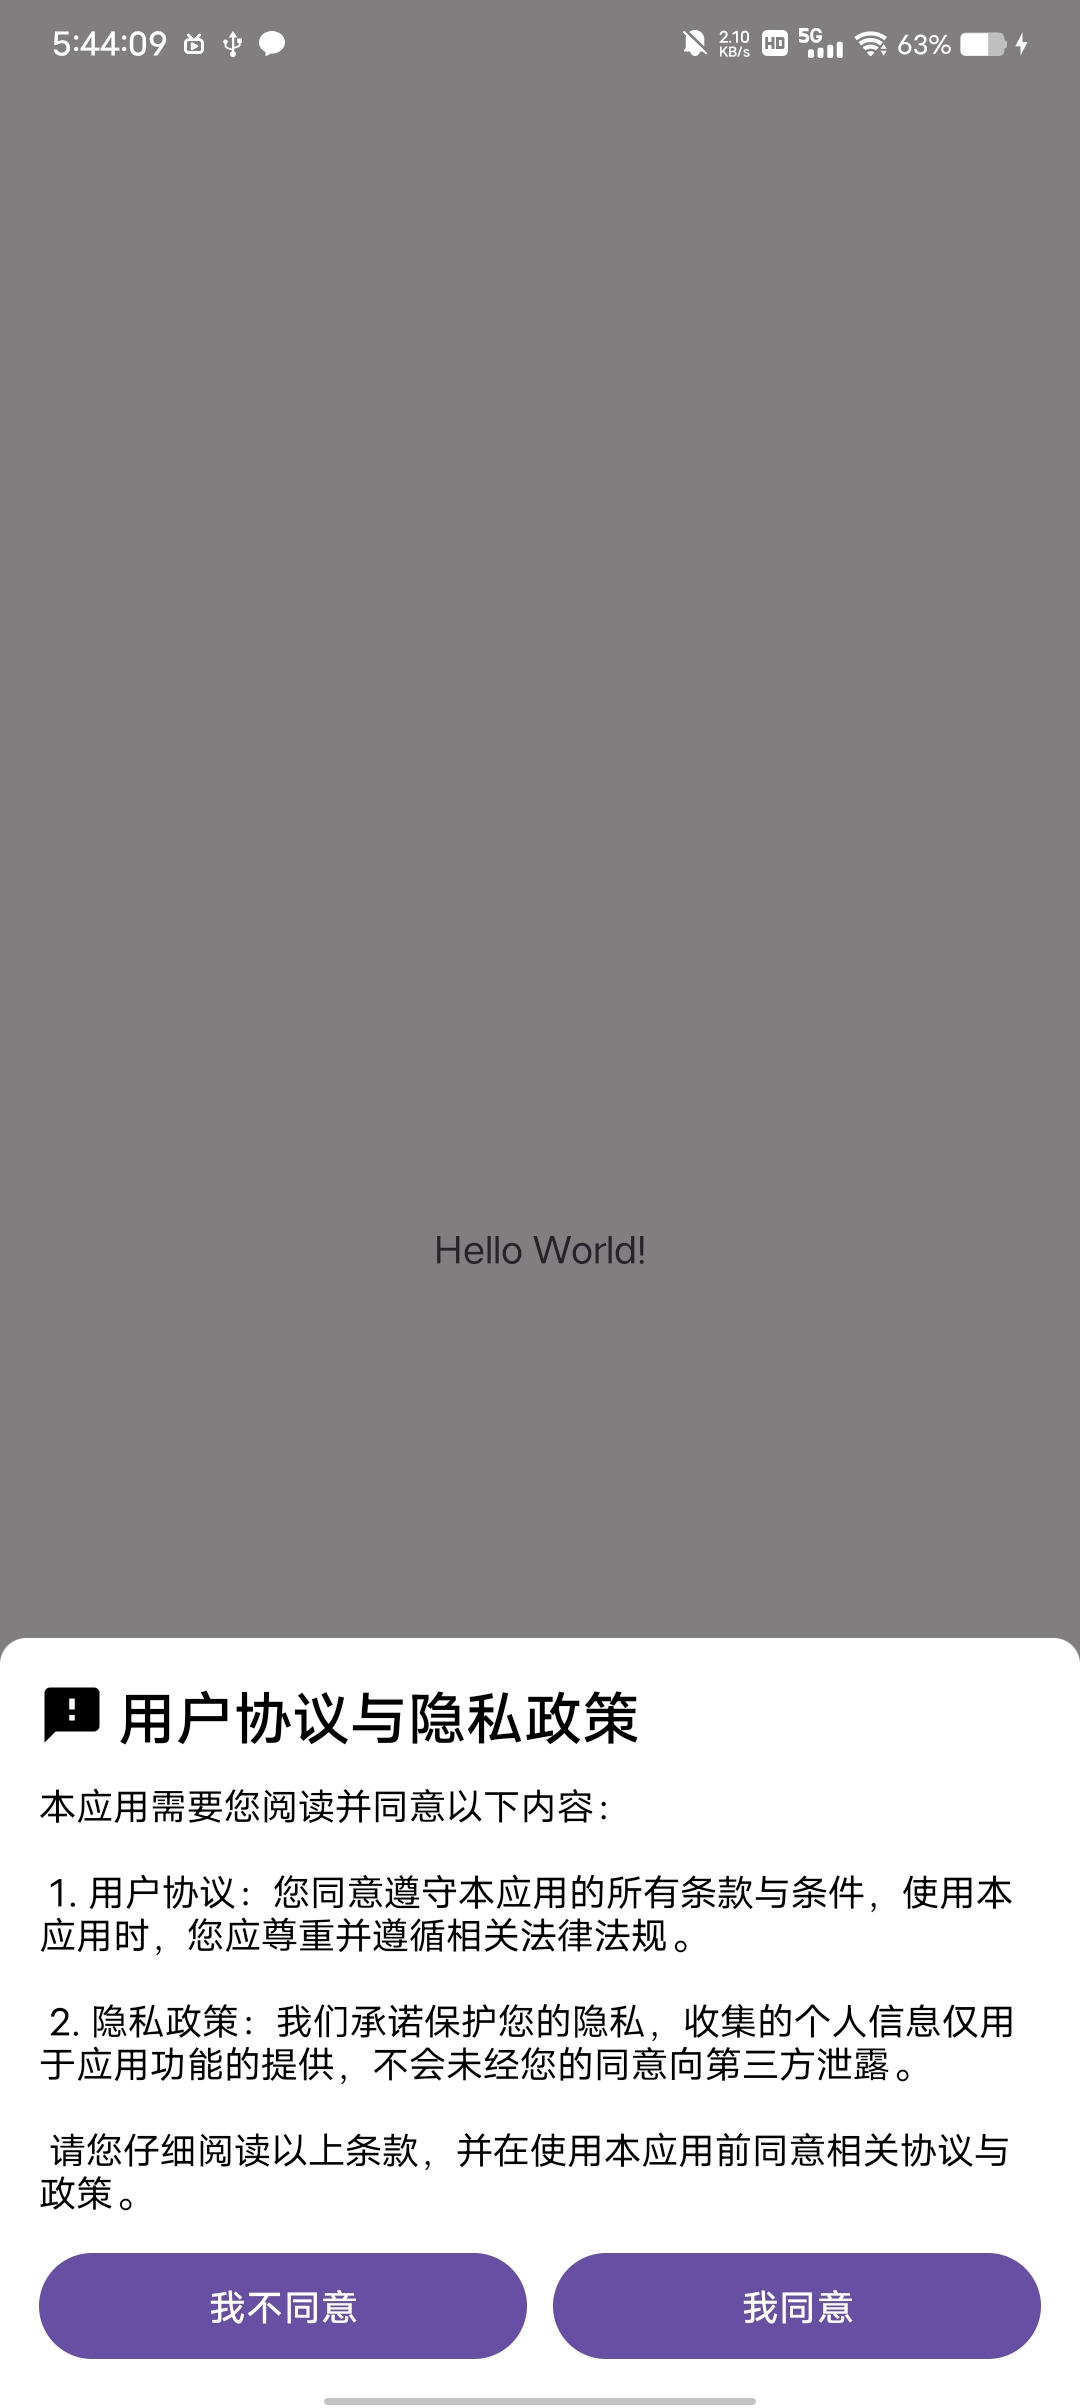 5:44:09 2.10 KB/s HD 5G 63%
Hello World!
用户协议与隐私政策
本应用需要您阅读并同意以下内容：
1. 用户协议：您同意遵守本应用的所有条款与条件，使用本
应用时，您应尊重并遵循相关法律法规。
2. 隐私政策：我们承诺保护您的隐私，收集的个人信息仅用
于应用功能的提供，不会未经您的同意向第三方泄露。
请您仔细阅读以上条款，并在使用本应用前同意相关协议与
政策。
我不同意 我同意